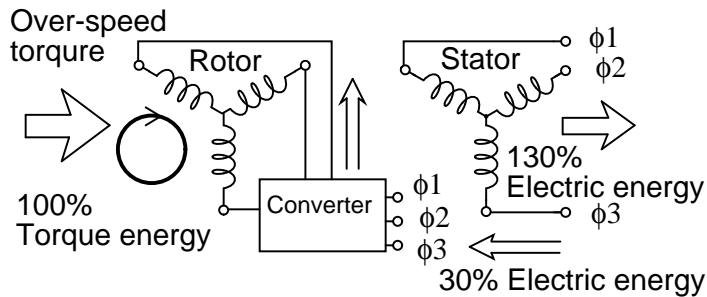 Over-speed
torqure
Rotor
Stator
ϕ1
ϕ2
130%
Electric energy
100%
Torque energy
Converter
ϕ1
ϕ2
ϕ3
ϕ3
30% Electric energy